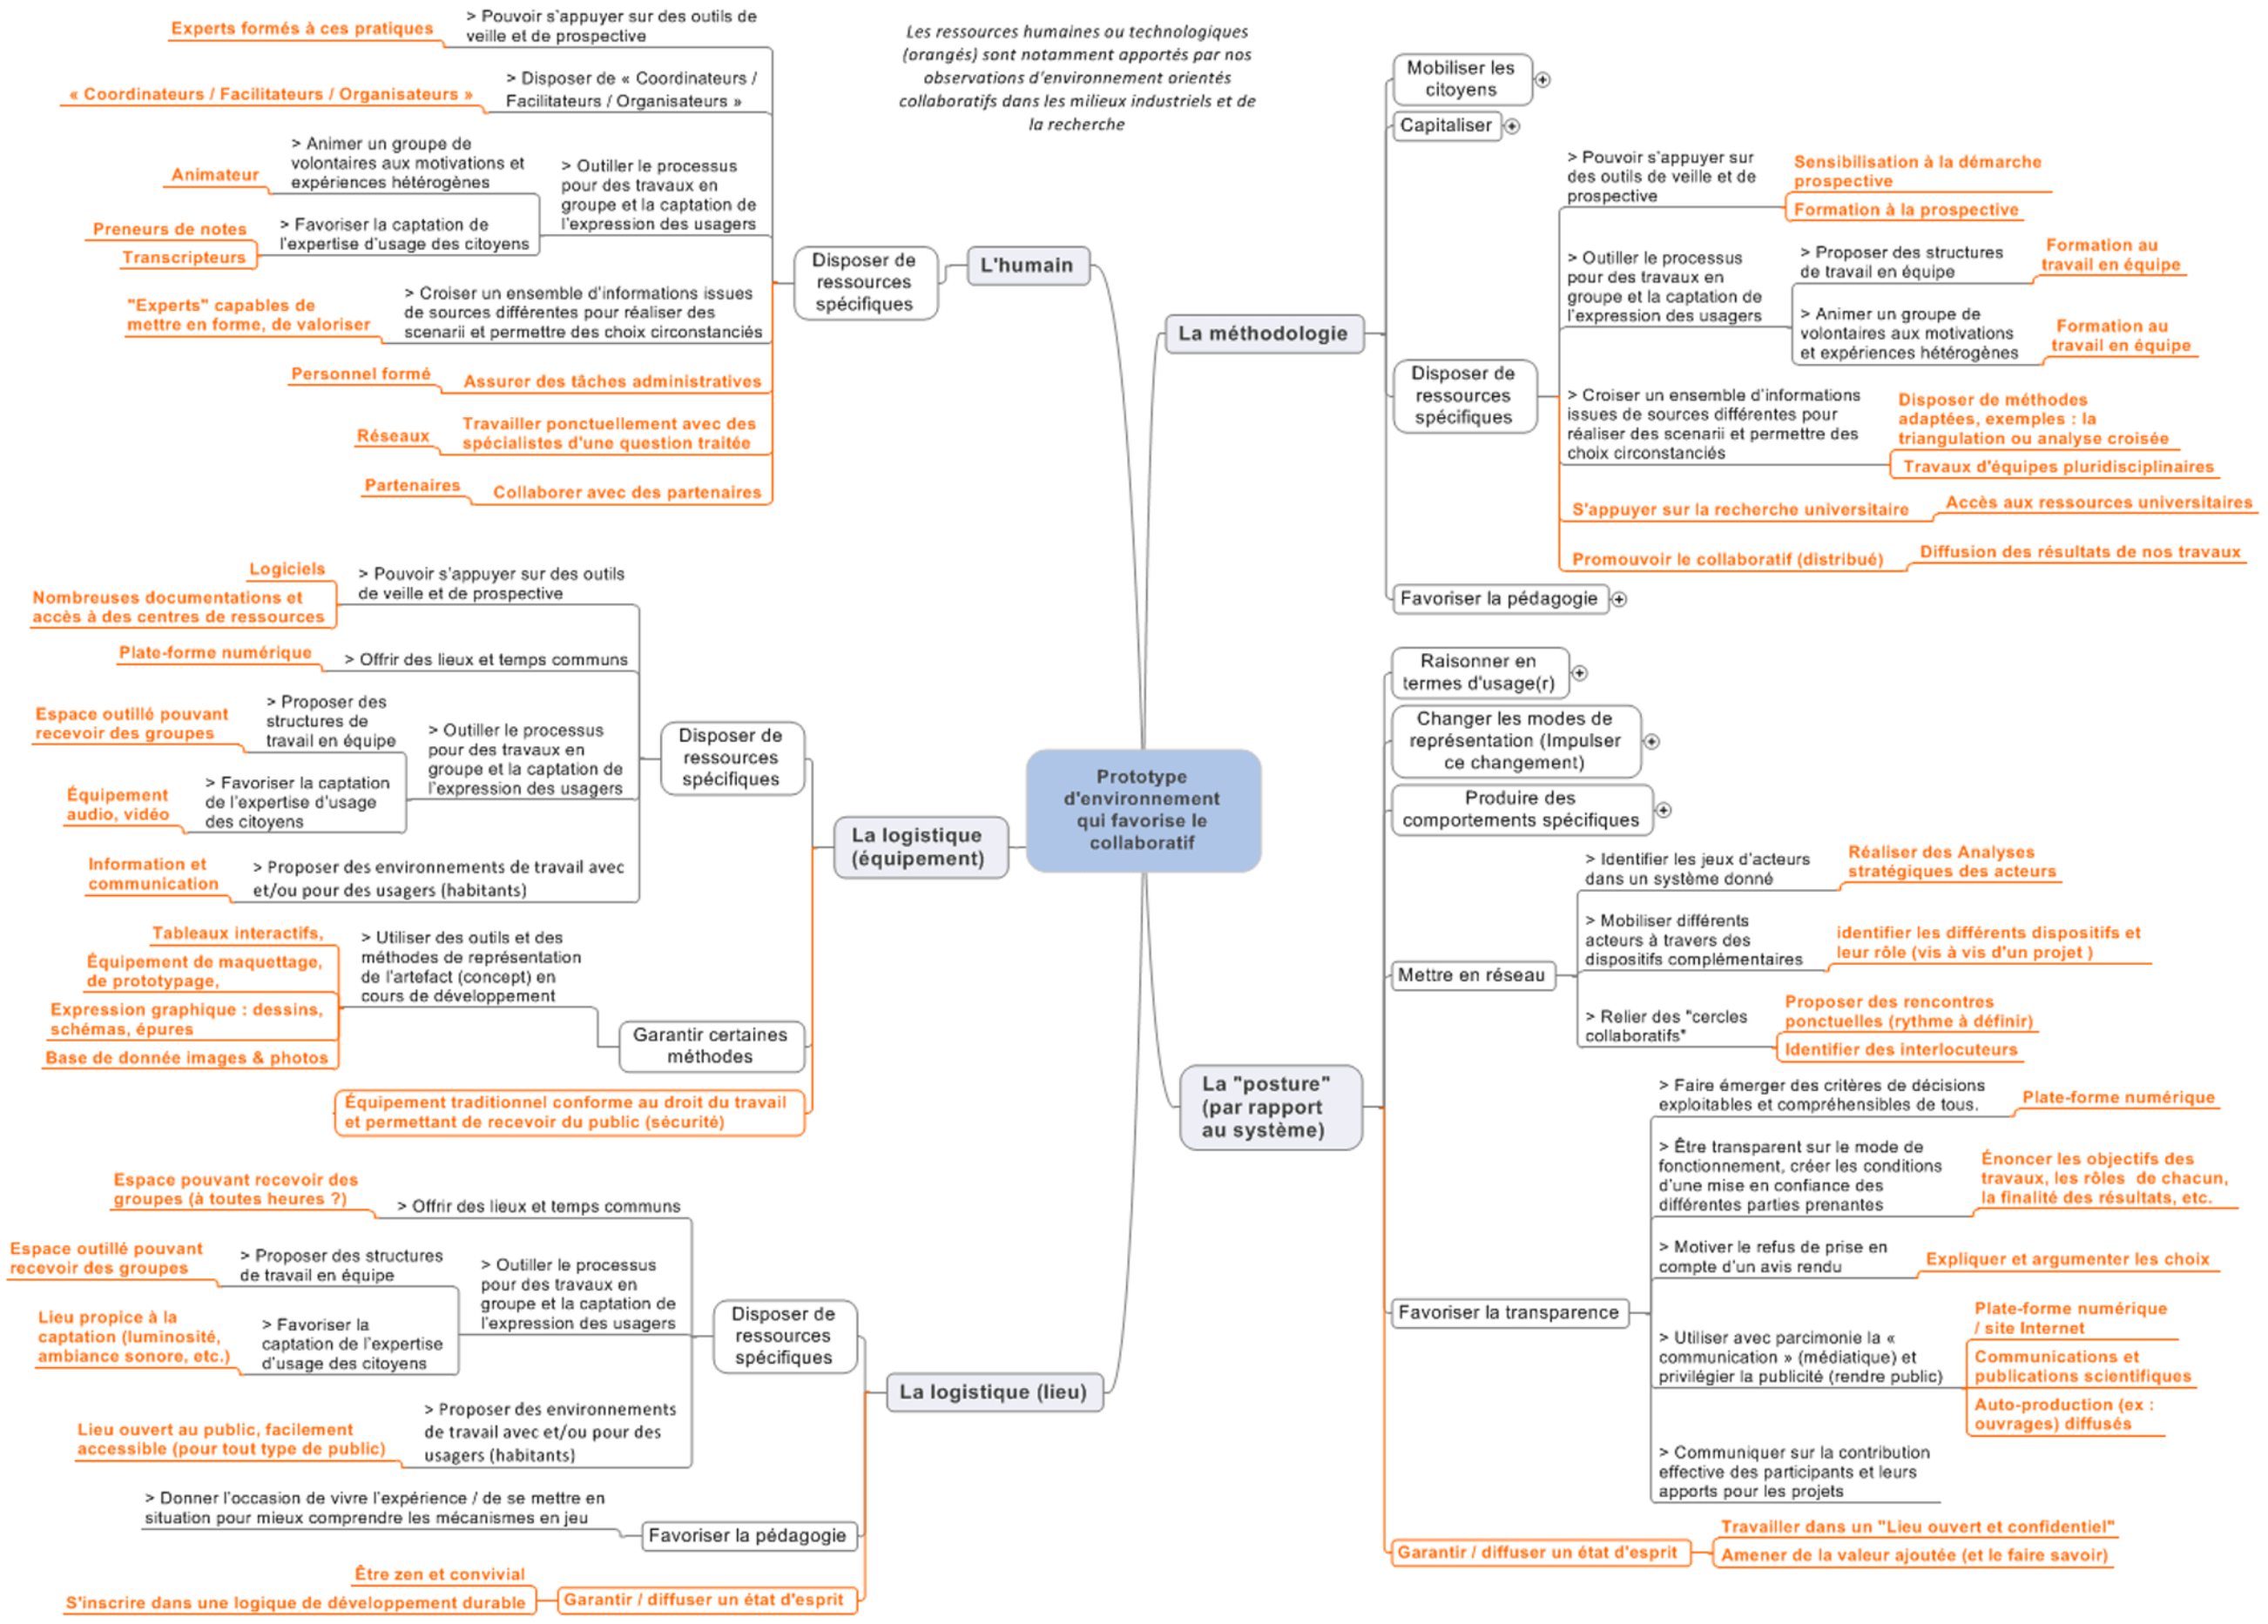 Les ressources humaines ou technologiques
(orangés) sont notamment apportés par nos
observations d'environnement orientés
collaboratifs dans les milieux industriels et de
la recherche
Prototype
d'environnement
qui favorise le
collaboratif
L'humain
Disposer de
ressources
spécifiques
> Pouvoir s'appuyer sur des outils de
veille et de prospective
Experts formés à ces pratiques
> Disposer de « Coordinateurs /
Facilitateurs / Organisateurs »
« Coordinateurs / Facilitateurs / Organisateurs »
> Outiller le processus
pour des travaux en
groupe et la captation de
l'expression des usagers
> Animer un groupe de
volontaires aux motivations et
expériences hétérogènes
Animateur
> Favoriser la captation de
l'expertise d'usage des citoyens
Preneurs de notes
Transcripteurs
> Croiser un ensemble d'informations issues
de sources différentes pour réaliser des
scenarii et permettre des choix circonstanciés
"Experts" capables de
mettre en forme, de valoriser
Assurer des tâches administratives
Personnel formé
Travailler ponctuellement avec des
spécialistes d'une question traitée
Réseaux
Collaborer avec des partenaires
Partenaires
La logistique
(équipement)
Disposer de
ressources
spécifiques
> Pouvoir s'appuyer sur des outils
de veille et de prospective
Logiciels
Nombreuses documentations et
accès à des centres de ressources
> Offrir des lieux et temps communs
Plate-forme numérique
> Outiller le processus
pour des travaux en
groupe et la captation de
l'expression des usagers
> Proposer des
structures de
travail en équipe
Espace outillé pouvant
recevoir des groupes
> Favoriser la captation
de l'expertise d'usage
des citoyens
Équipement
audio, vidéo
> Proposer des environnements de travail avec
et/ou pour des usagers (habitants)
Information et
communication
Garantir certaines
méthodes
> Utiliser des outils et des
méthodes de représentation
de l'artefact (concept) en
cours de développement
Tableaux interactifs,
Équipement de maquettage,
de prototypage,
Expression graphique : dessins,
schémas, épures
Base de donnée images & photos
Équipement traditionnel conforme au droit du travail
et permettant de recevoir du public (sécurité)
La logistique (lieu)
Disposer de
ressources
spécifiques
> Offrir des lieux et temps communs
Espace pouvant recevoir des
groupes (à toutes heures ?)
> Outiller le processus
pour des travaux en
groupe et la captation de
l'expression des usagers
> Proposer des structures
de travail en équipe
Espace outillé pouvant
recevoir des groupes
> Favoriser la
captation de l'expertise
d'usage des citoyens
Lieu propice à la
captation (luminosité,
ambiance sonore, etc.)
> Proposer des environnements
de travail avec et/ou pour des
usagers (habitants)
Lieu ouvert au public, facilement
accessible (pour tout type de public)
Favoriser la pédagogie
> Donner l'occasion de vivre l'expérience / de se mettre en
situation pour mieux comprendre les mécanismes en jeu
Garantir / diffuser un état d'esprit
Être zen et convivial
S'inscrire dans une logique de développement durable
La méthodologie
Mobiliser les
citoyens
Capitaliser
Disposer de
ressources
spécifiques
> Pouvoir s'appuyer sur
des outils de veille et de
prospective
Sensibilisation à la démarche
prospective
Formation à la prospective
> Outiller le processus
pour des travaux en
groupe et la captation de
l'expression des usagers
> Proposer des structures
de travail en équipe
Formation au
travail en équipe
> Animer un groupe de
volontaires aux motivations
et expériences hétérogènes
Formation au
travail en équipe
> Croiser un ensemble d'informations
issues de sources différentes pour
réaliser des scenarii et permettre des
choix circonstanciés
Disposer de méthodes
adaptées, exemples : la
triangulation ou analyse croisée
Travaux d'équipes pluridisciplinaires
S'appuyer sur la recherche universitaire
Accès aux ressources universitaires
Promouvoir le collaboratif (distribué)
Diffusion des résultats de nos travaux
Favoriser la pédagogie
La "posture"
(par rapport
au système)
Raisonner en
termes d'usage(r)
Changer les modes de
représentation (Impulser
ce changement)
Produire des
comportements spécifiques
Mettre en réseau
> Identifier les jeux d'acteurs
dans un système donné
Réaliser des Analyses
stratégiques des acteurs
> Mobiliser différents
acteurs à travers des
dispositifs complémentaires
identifier les différents dispositifs et
leur rôle (vis à vis d'un projet )
> Relier des "cercles
collaboratifs"
Proposer des rencontres
ponctuelles (rythme à définir)
Identifier des interlocuteurs
Favoriser la transparence
> Faire émerger des critères de décisions
exploitables et compréhensibles de tous.
Plate-forme numérique
> Être transparent sur le mode de
fonctionnement, créer les conditions
d'une mise en confiance des
différentes parties prenantes
Énoncer les objectifs des
travaux, les rôles de chacun,
la finalité des résultats, etc.
> Motiver le refus de prise en
compte d'un avis rendu
Expliquer et argumenter les choix
> Utiliser avec parcimonie la «
communication » (médiatique) et
privilégier la publicité (rendre public)
Plate-forme numérique
/ site Internet
Communications et
publications scientifiques
Auto-production (ex :
ouvrages) diffusés
> Communiquer sur la contribution
effective des participants et leurs
apports pour les projets
Garantir / diffuser un état d'esprit
Travailler dans un "Lieu ouvert et confidentiel"
Amener de la valeur ajoutée (et le faire savoir)